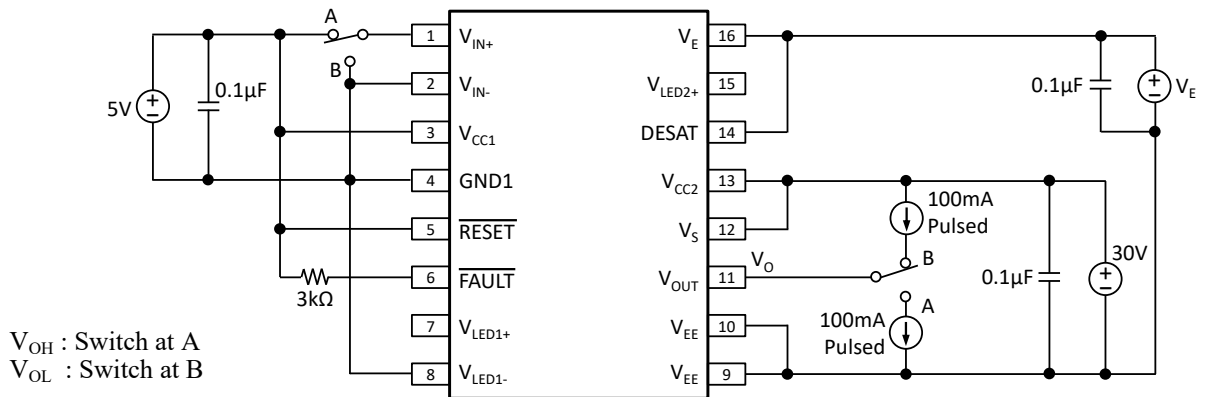 A
B
5V
0.1µF
3kΩ
1 V_IN+
2 V_IN-
3 V_CC1
4 GND1
5 RESET
6 FAULT
7 V_LED1+
8 V_LED1-
V_E 16
V_LED2+ 15
DESAT 14
V_CC2 13
V_S 12
V_OUT 11
V_EE 10
V_EE 9
0.1µF
V_E
100mA
Pulsed
V_O
B
A
100mA
Pulsed
0.1µF
30V
V_OH : Switch at A
V_OL : Switch at B